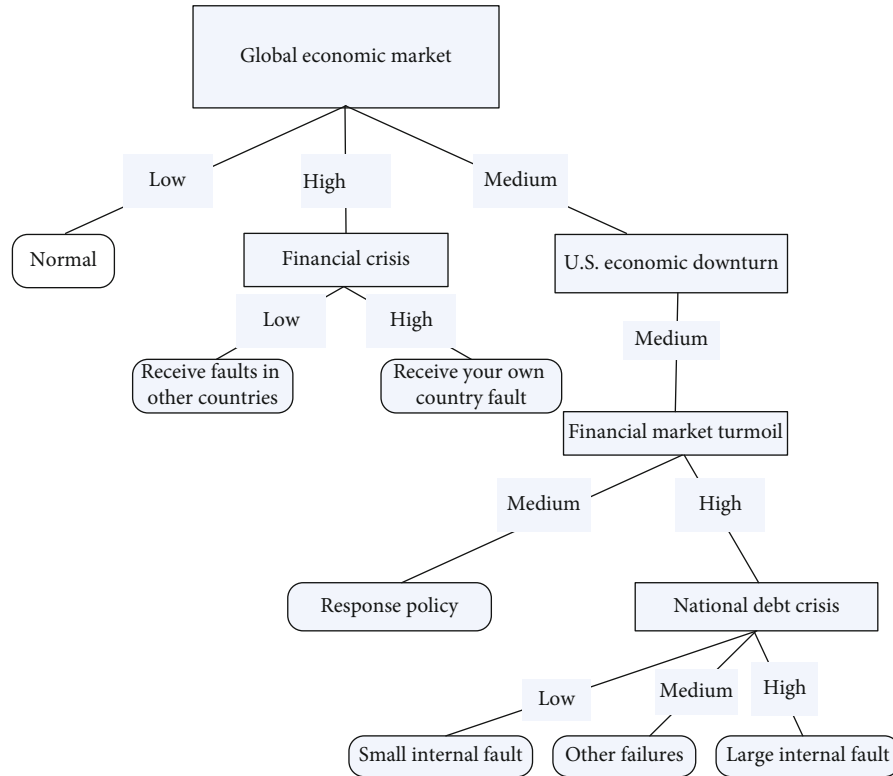 Global economic market
Low
High
Medium
Normal
Financial crisis
U.S. economic downturn
Low
High
Medium
Receive faults in
other countries
Receive your own
country fault
Financial market turmoil
Medium
High
Response policy
National debt crisis
Low
Medium
High
Small internal fault
Other failures
Large internal fault